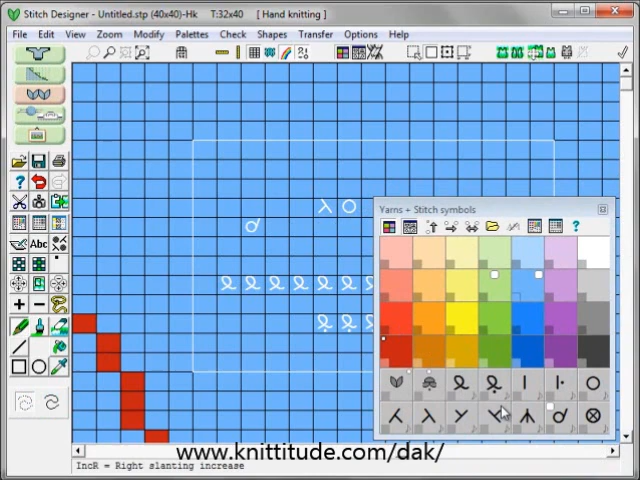 Stitch Designer - Untitled.stp (40x40)-Hk T:32x40 [ Hand knitting ]
File Edit View Zoom Modify Palettes Check Shapes Transfer Options Help
Yarns + Stitch symbols
Abc
www.knittitude.com/dak/
IncR = Right slanting increase